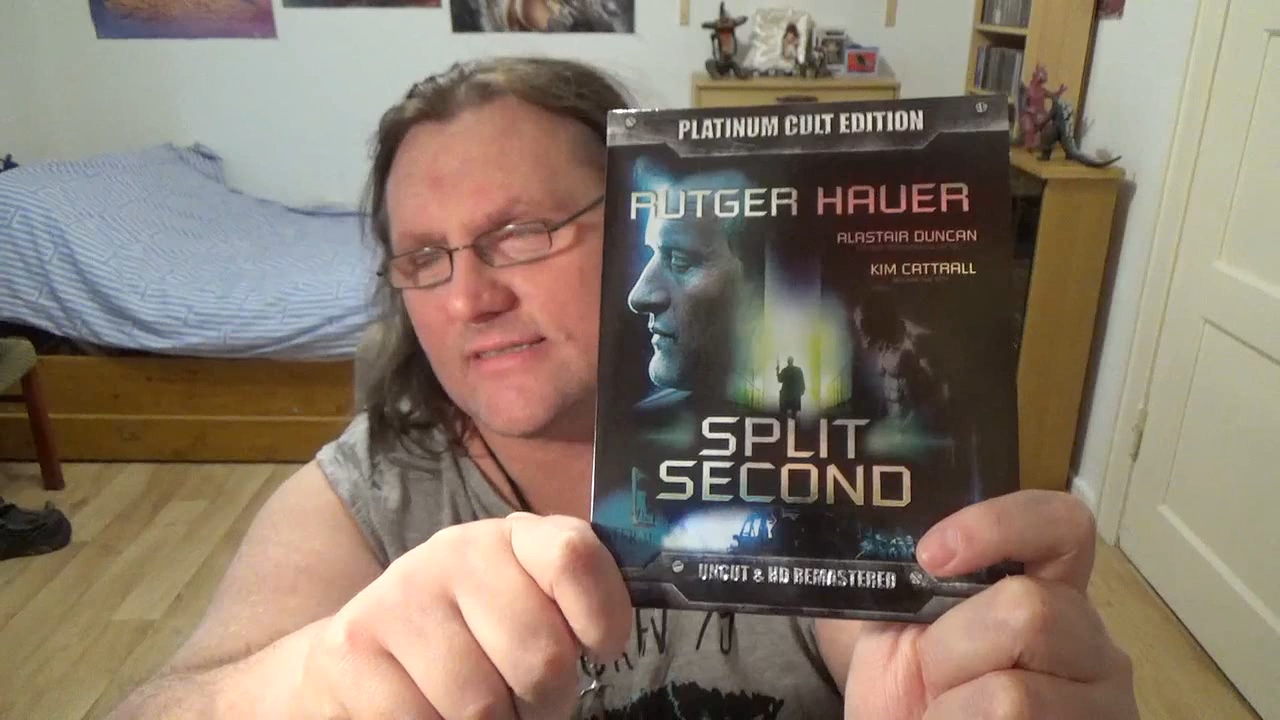 PLATINUM CULT EDITION
RUTGER HAUER
ALASTAIR DUNCAN
KIM CATTRALL
SPLIT
SECOND
UNCUT & HD REMASTERED